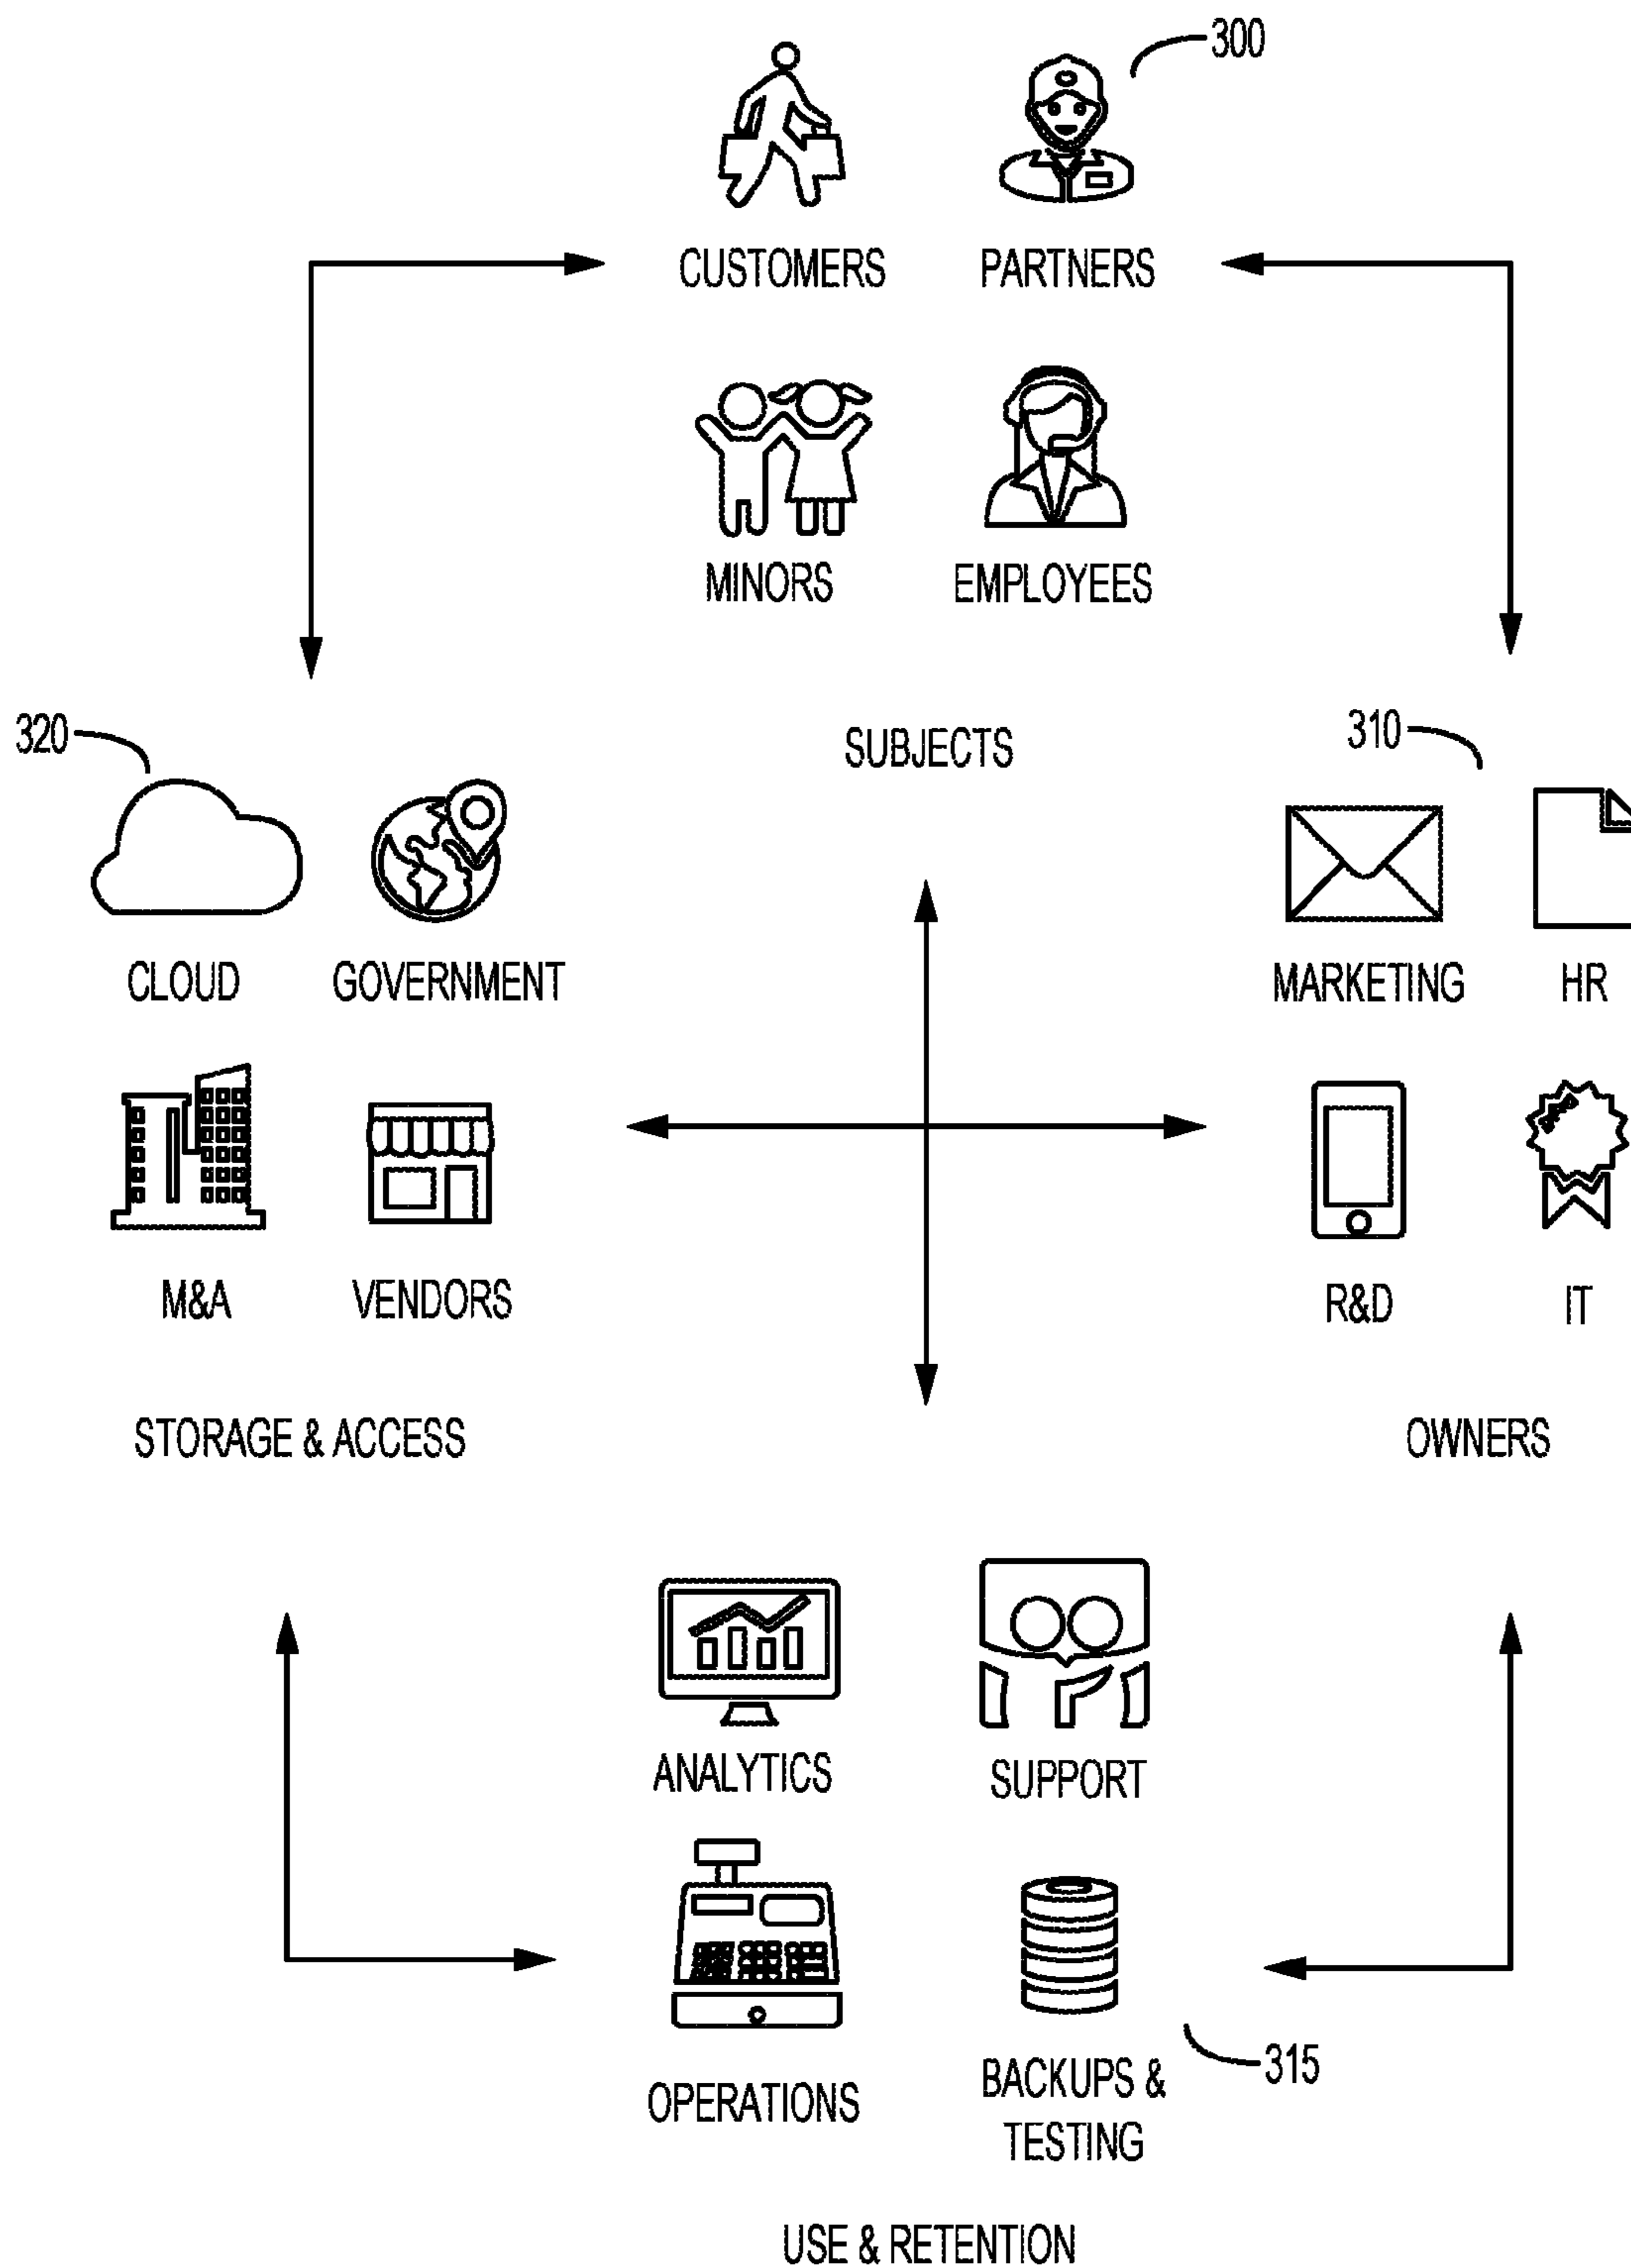 300
CUSTOMERS
PARTNERS
MINORS
EMPLOYEES
SUBJECTS
320
310
CLOUD
GOVERNMENT
MARKETING
HR
M&A
VENDORS
R&D
IT
STORAGE & ACCESS
OWNERS
ANALYTICS
SUPPORT
OPERATIONS
BACKUPS &
TESTING
315
USE & RETENTION